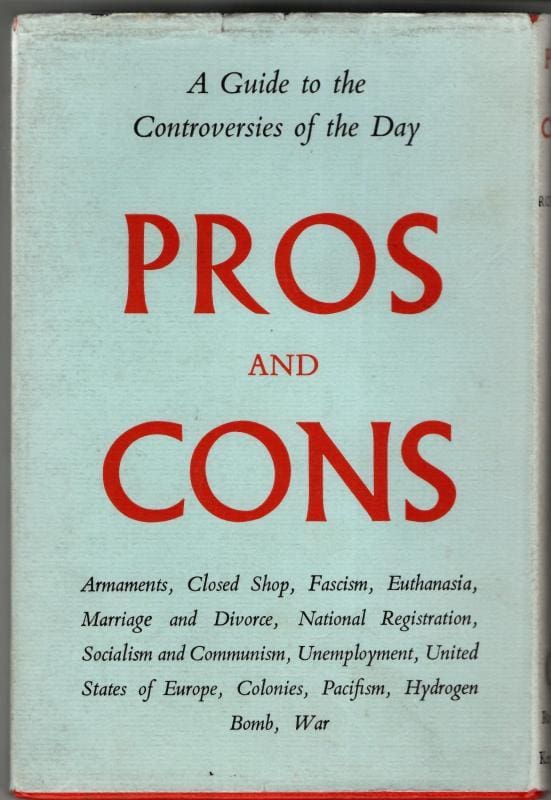 A Guide to the
Controversies of the Day
PROS
AND
CONS
Armaments, Closed Shop, Fascism, Euthanasia,
Marriage and Divorce, National Registration,
Socialism and Communism, Unemployment, United
States of Europe, Colonies, Pacifism, Hydrogen
Bomb, War